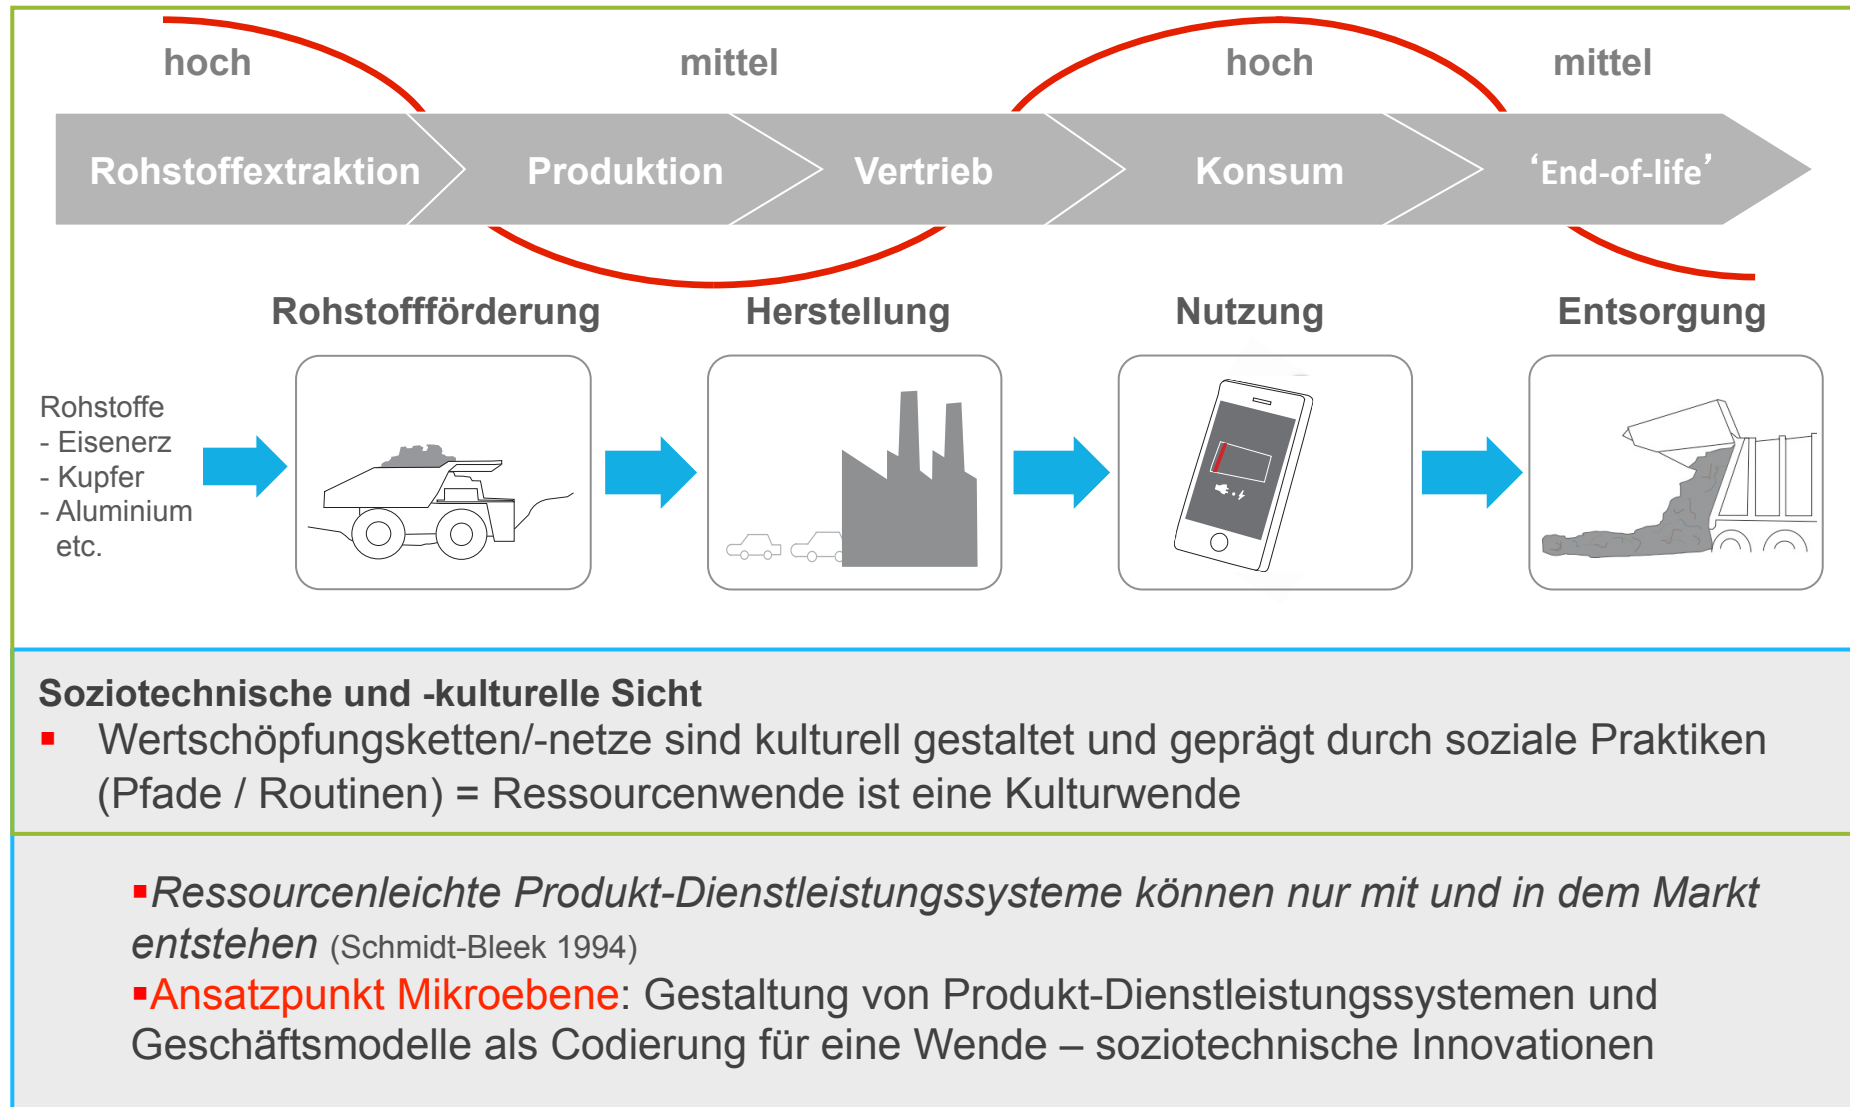 hoch
mittel
hoch
mittel
Rohstoffextraktion
Produktion
Vertrieb
Konsum
‘End-of-life’
Rohstoffförderung
Herstellung
Nutzung
Entsorgung
Rohstoffe
- Eisenerz
- Kupfer
- Aluminium
etc.
Soziotechnische und -kulturelle Sicht
▪ Wertschöpfungsketten/-netze sind kulturell gestaltet und geprägt durch soziale Praktiken
(Pfade / Routinen) = Ressourcenwende ist eine Kulturwende
▪Ressourcenleichte Produkt-Dienstleistungssysteme können nur mit und in dem Markt
entstehen (Schmidt-Bleek 1994)
▪Ansatzpunkt Mikroebene: Gestaltung von Produkt-Dienstleistungssystemen und
Geschäftsmodelle als Codierung für eine Wende – soziotechnische Innovationen